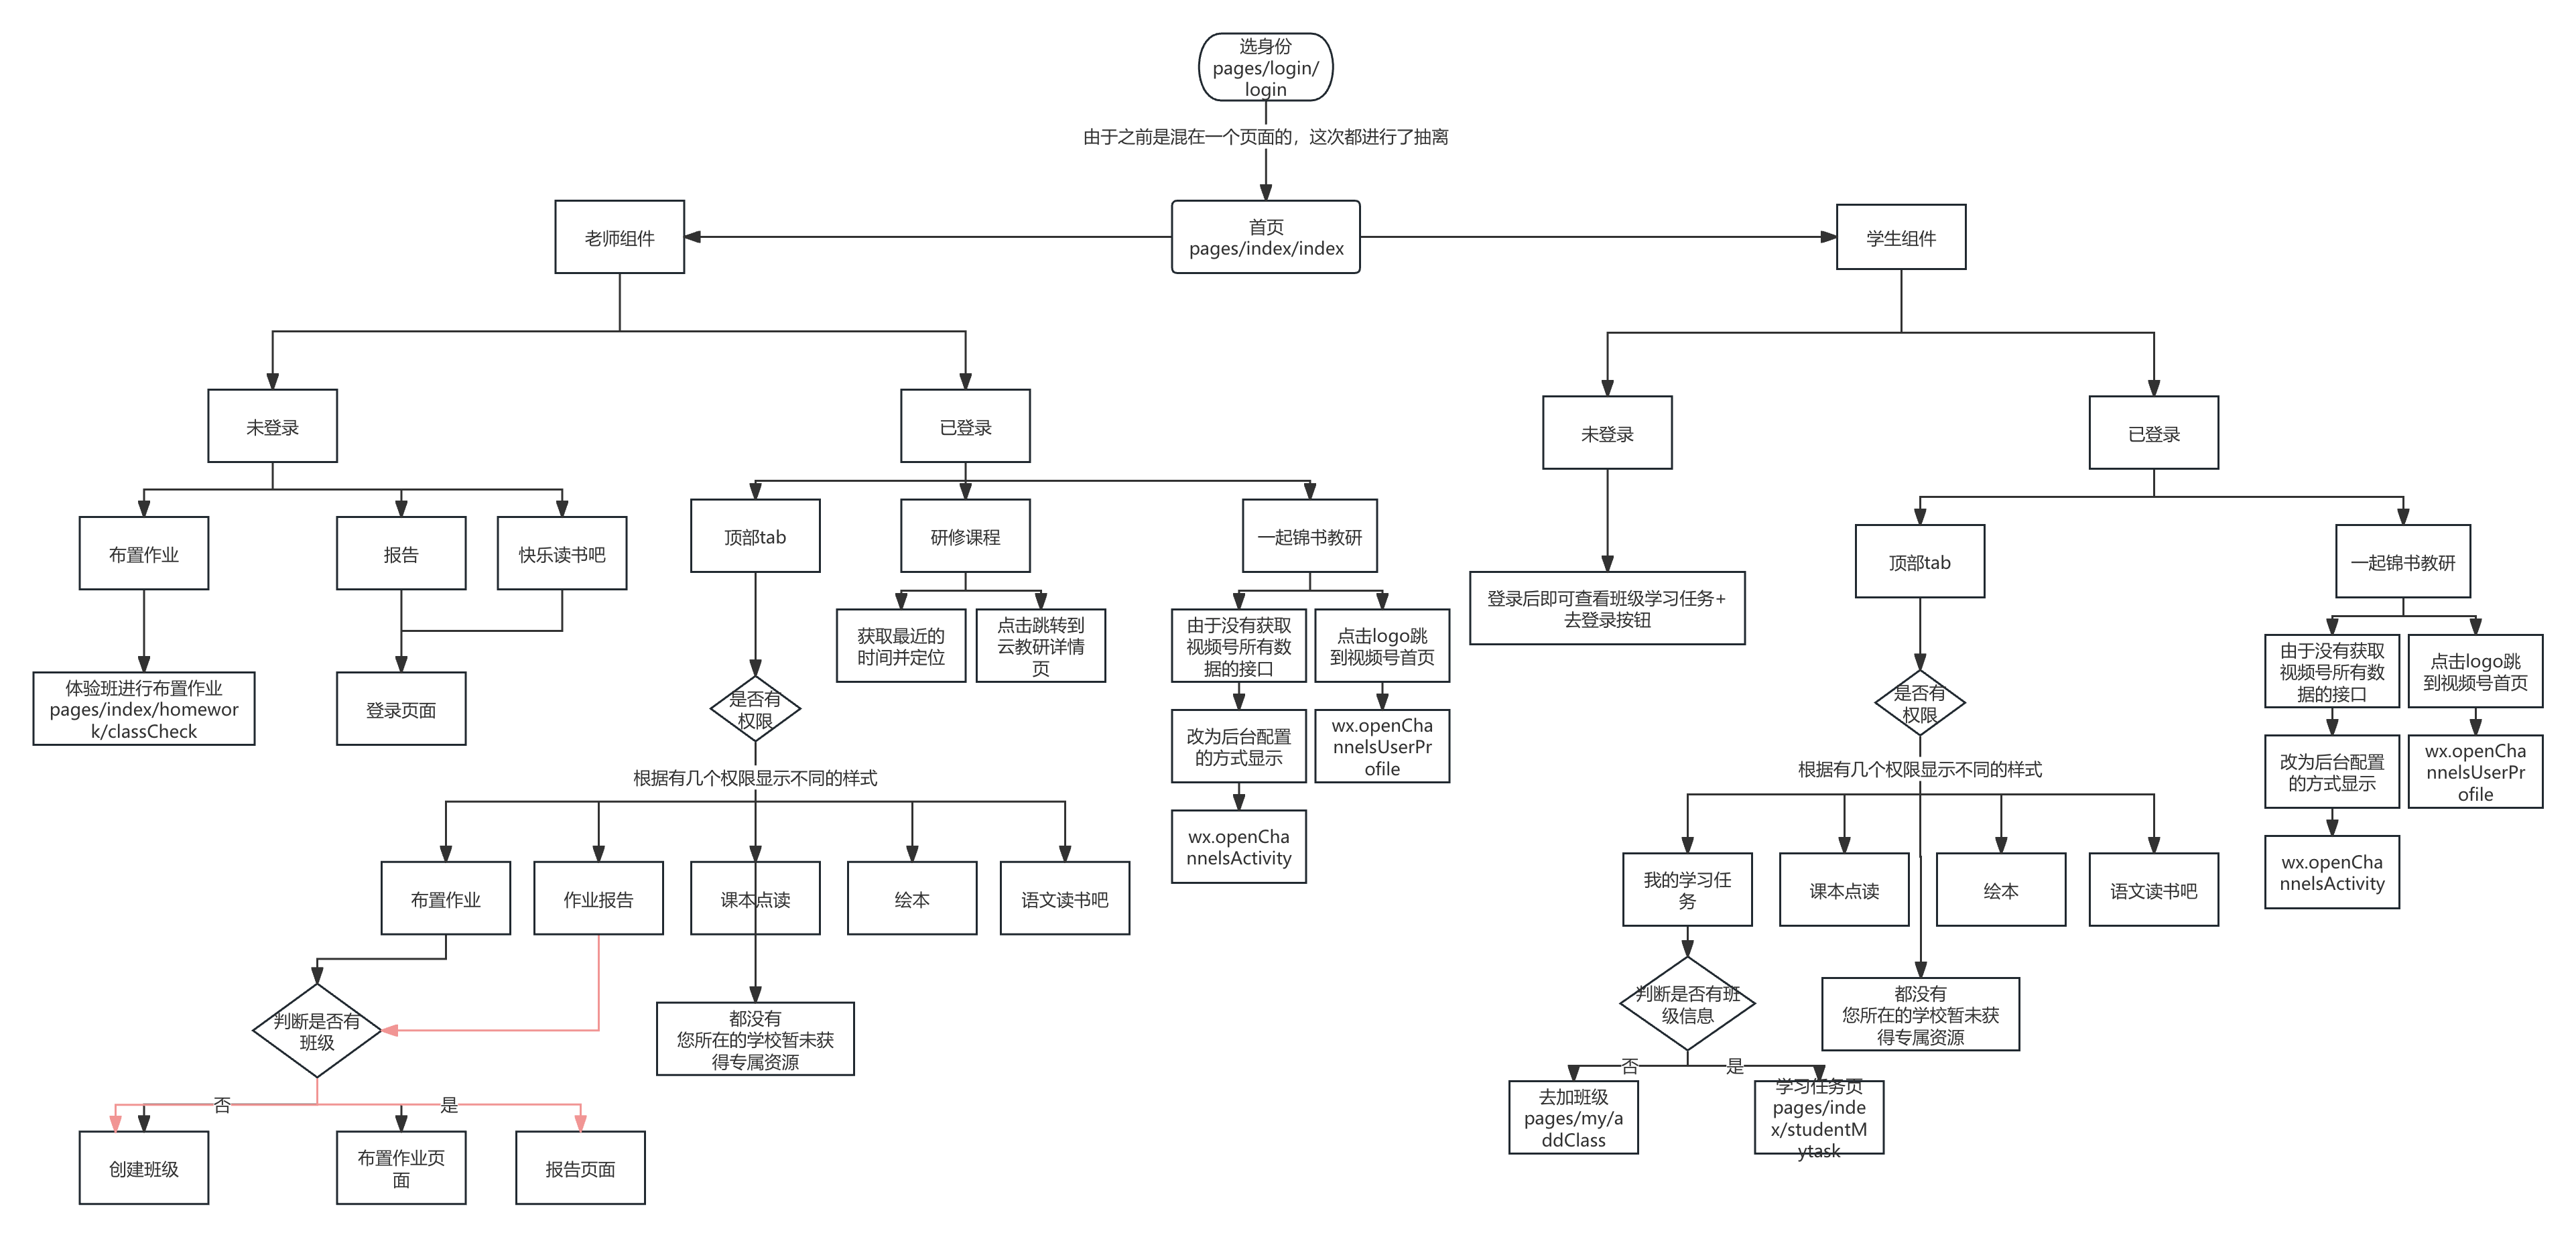 选身份
pages/login/
login
由于之前是混在一个页面的，这次都进行了抽离
老师组件
首页
pages/index/index
学生组件
未登录
已登录
未登录
已登录
布置作业
报告
快乐读书吧
顶部tab
研修课程
一起锦书教研
顶部tab
一起锦书教研
登录后即可查看班级学习任务+
去登录按钮
获取最近的
时间并定位
点击跳转到
云教研详情
页
由于没有获取
视频号所有数
据的接口
点击logo跳
到视频号首页
由于没有获取
视频号所有数
据的接口
点击logo跳
到视频号首页
体验班进行布置作业
pages/index/homewor
k/classCheck
登录页面
是否有
权限
是否有
权限
改为后台配置
的方式显示
wx.openCha
nnelsUserPr
ofile
改为后台配置
的方式显示
wx.openCha
nnelsUserPr
ofile
根据有几个权限显示不同的样式
根据有几个权限显示不同的样式
wx.openCha
nnelsActivity
wx.openCha
nnelsActivity
布置作业
作业报告
课本点读
绘本
语文读书吧
我的学习任
务
课本点读
绘本
语文读书吧
判断是否有
班级
都没有
您所在的学校暂未获
得专属资源
判断是否有班
级信息
都没有
您所在的学校暂未获
得专属资源
否
是
否
是
创建班级
布置作业页
面
报告页面
去加班级
pages/my/a
ddClass
学习任务页
pages/inde
x/studentM
ytask